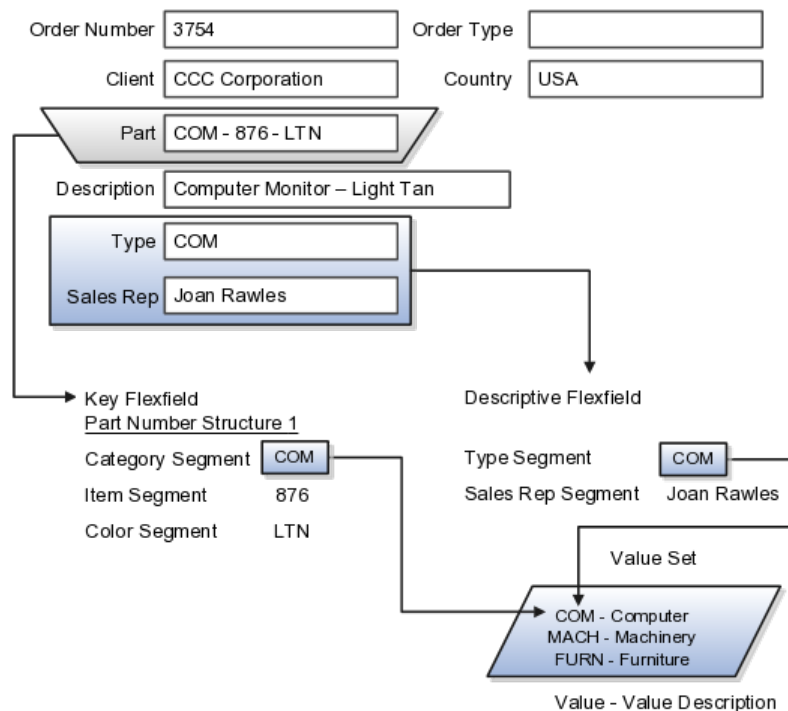 Order Number 3754 Order Type
Client CCC Corporation Country USA
Part COM - 876 - LTN
Description Computer Monitor – Light Tan
Type COM
Sales Rep Joan Rawles
Key Flexfield Descriptive Flexfield
Part Number Structure 1
Category Segment COM Type Segment COM
Item Segment 876 Sales Rep Segment Joan Rawles
Color Segment LTN
Value Set
COM - Computer
MACH - Machinery
FURN - Furniture
Value - Value Description